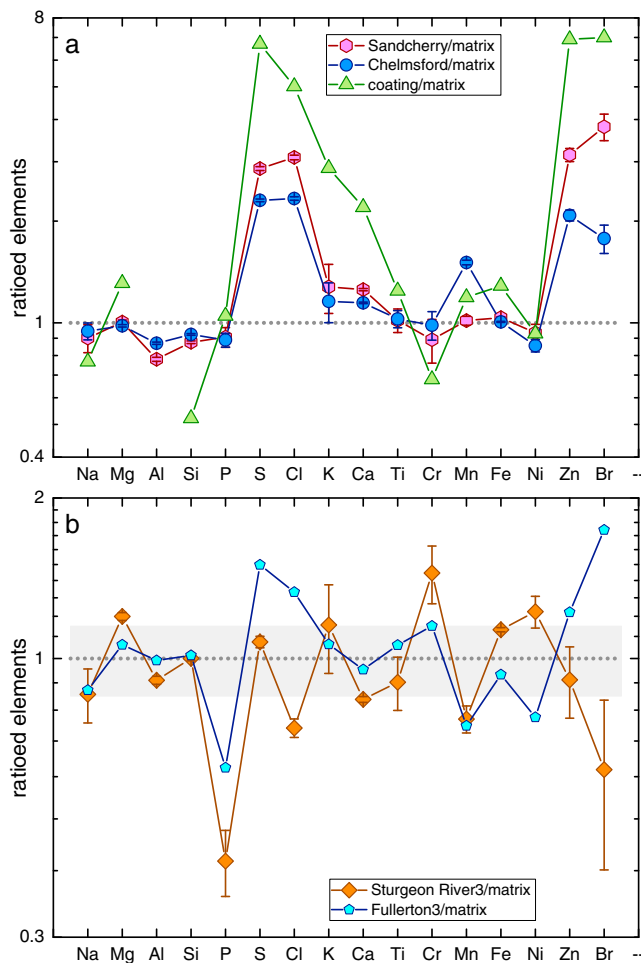 8
a
Sandcherry/matrix
Chelmsford/matrix
coating/matrix
ratioed elements
1
0.4
Na Mg Al Si P S Cl K Ca Ti Cr Mn Fe Ni Zn Br --
2
b
ratioed elements
1
Sturgeon River3/matrix
Fullerton3/matrix
0.3
Na Mg Al Si P S Cl K Ca Ti Cr Mn Fe Ni Zn Br --